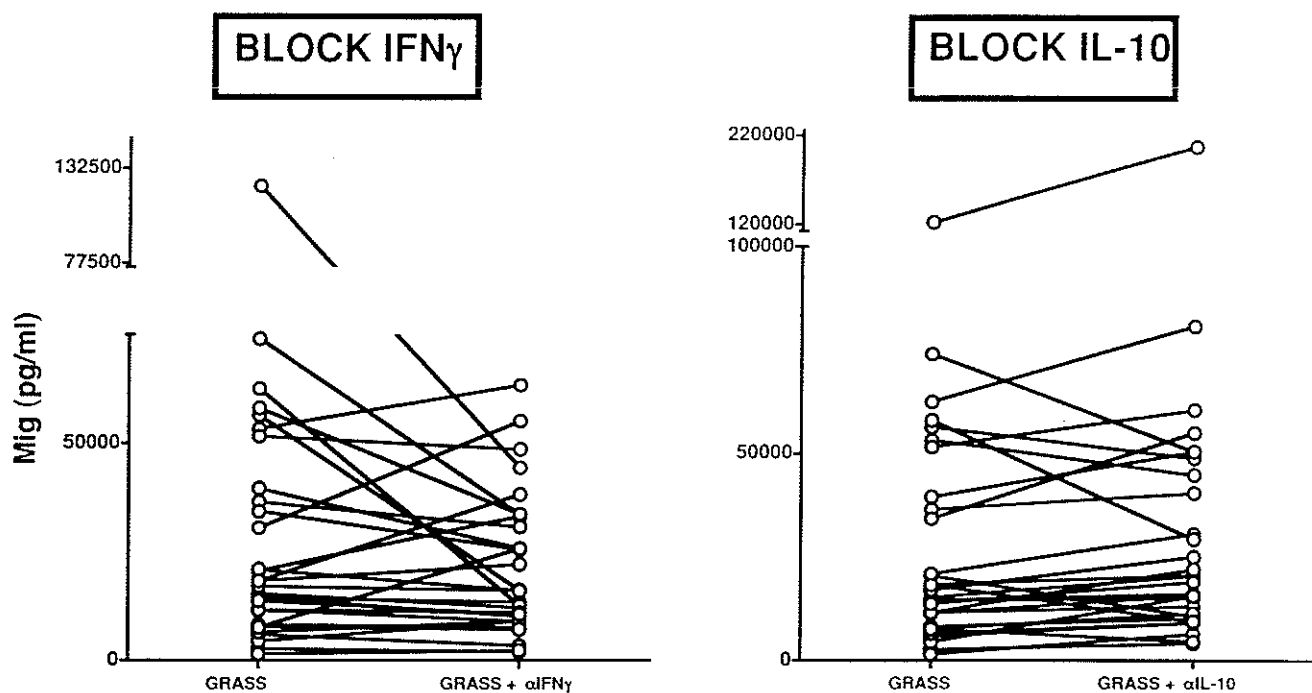 BLOCK IFNγ
BLOCK IL-10
Mig (pg/ml)
132500
77500
50000
0
GRASS
GRASS + αIFNγ
220000
120000
100000
50000
0
GRASS
GRASS + αIL-10